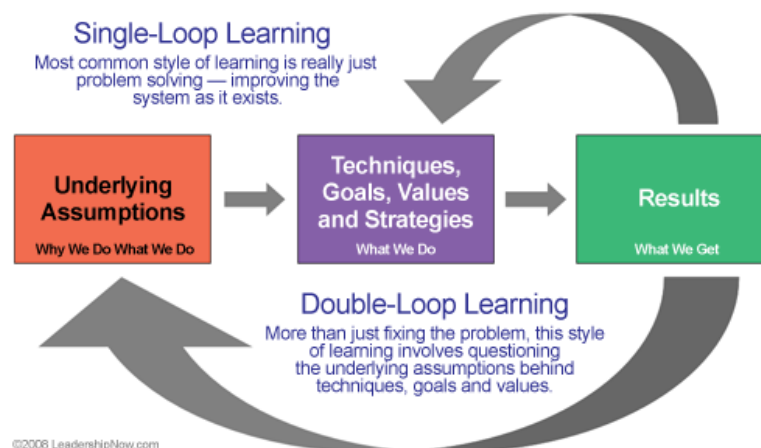 Single-Loop Learning
Most common style of learning is really just
problem solving — improving the
system as it exists.
Underlying
Assumptions
Why We Do What We Do
Techniques,
Goals, Values
and Strategies
What We Do
Results
What We Get
Double-Loop Learning
More than just fixing the problem, this style
of learning involves questioning
the underlying assumptions behind
techniques, goals and values.
©2008 LeadershipNow.com